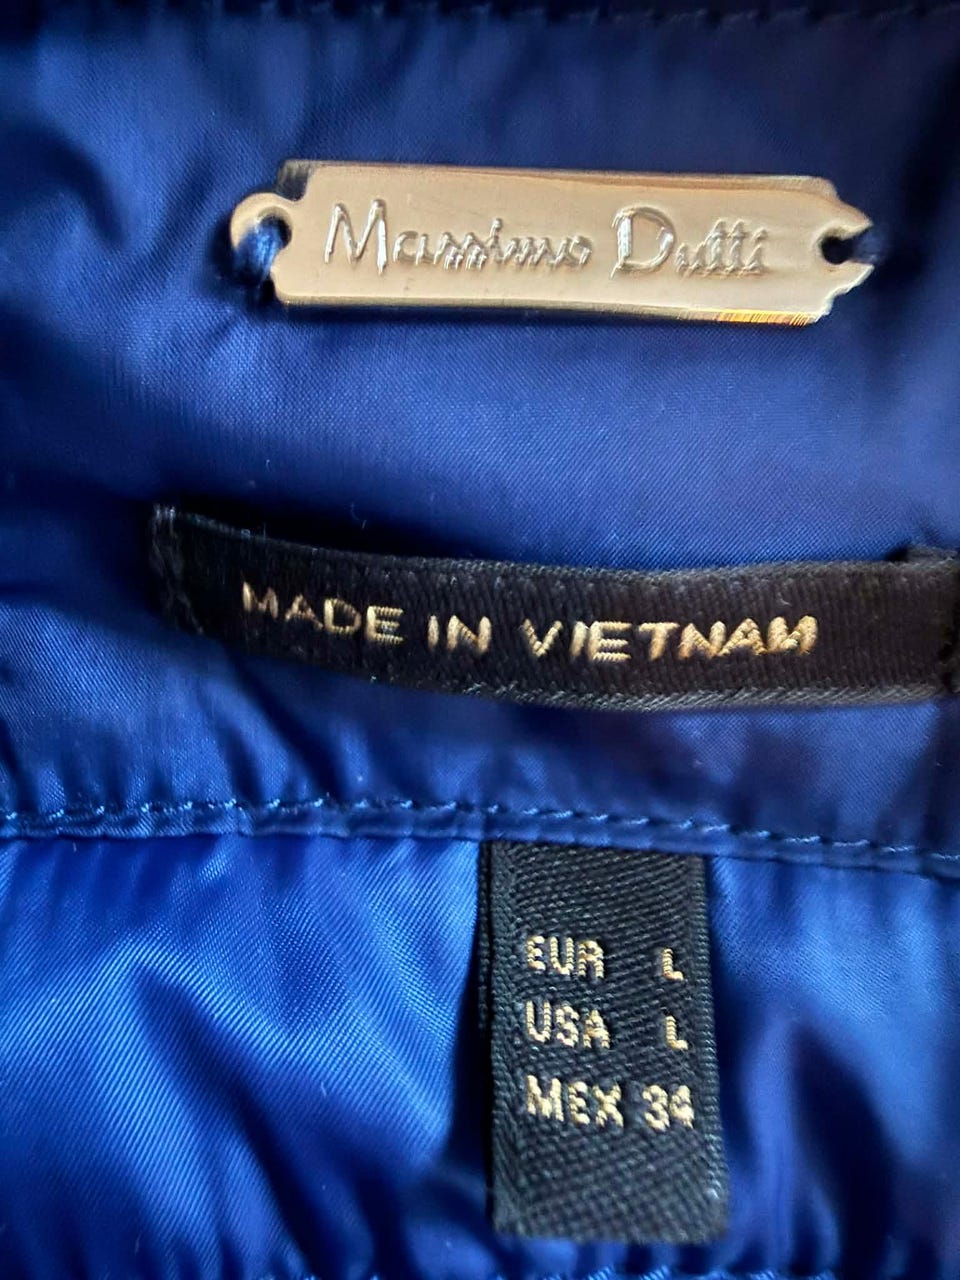 Massimo Dutti
MADE IN VIETNAM
EUR L
USA L
MEX 34